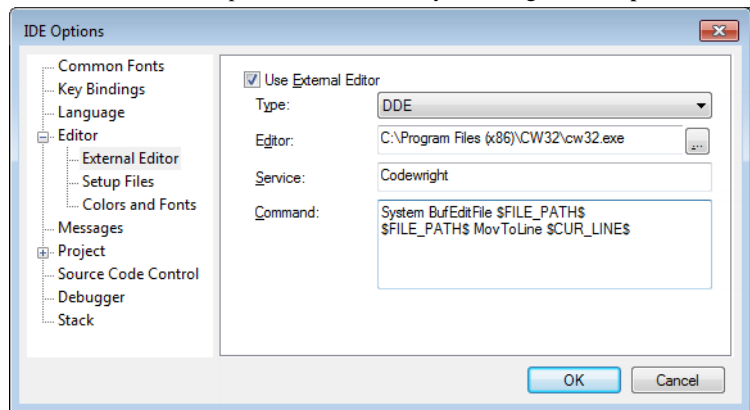 IDE Options
Common Fonts
Key Bindings
Language
Editor
External Editor
Setup Files
Colors and Fonts
Messages
Project
Source Code Control
Debugger
Stack
Use External Editor
Type:
DDE
Editor:
C:\Program Files (x86)\CW32\cw32.exe
...
Service:
Codewright
Command:
System BufEditFile $FILE_PATH$
$FILE_PATH$ MovToLine $CUR_LINE$
OK
Cancel